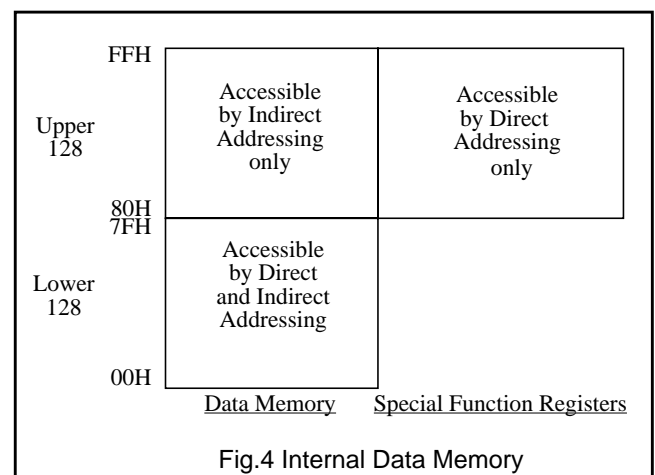 FFH
Upper
128
80H
7FH
Lower
128
00H
Accessible
by Indirect
Addressing
only
Accessible
by Direct
Addressing
only
Accessible
by Direct
and Indirect
Addressing
Data Memory
Special Function Registers
Fig.4 Internal Data Memory